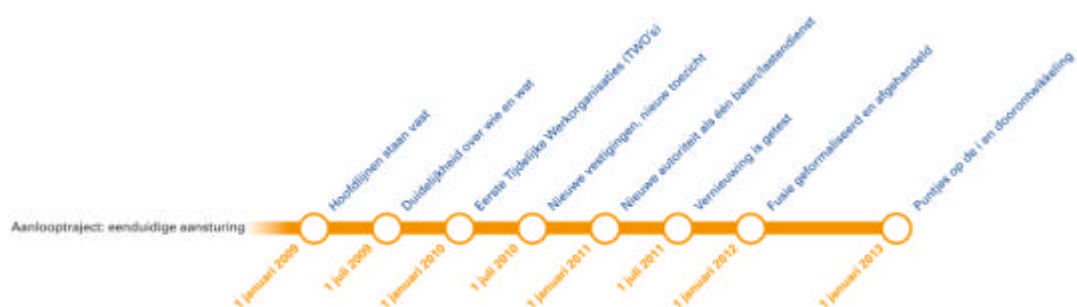 Aanlooptraject: eenduidige aansturing
Hoofdlijnen staan vast
1 januari 2009
Duidelijkheid over wie en wat
1 juli 2009
Eerste Tijdelijke Werkorganisaties (TWO's)
1 januari 2010
Nieuwe vestigingen, nieuw toezicht
1 juli 2010
Nieuwe autoriteit als één baten/lastendienst
1 januari 2011
Vernieuwing is getest
1 juli 2011
Fusie geformaliseerd en afgehandeld
1 januari 2012
Puntjes op de i en doorontwikkeling
1 januari 2013